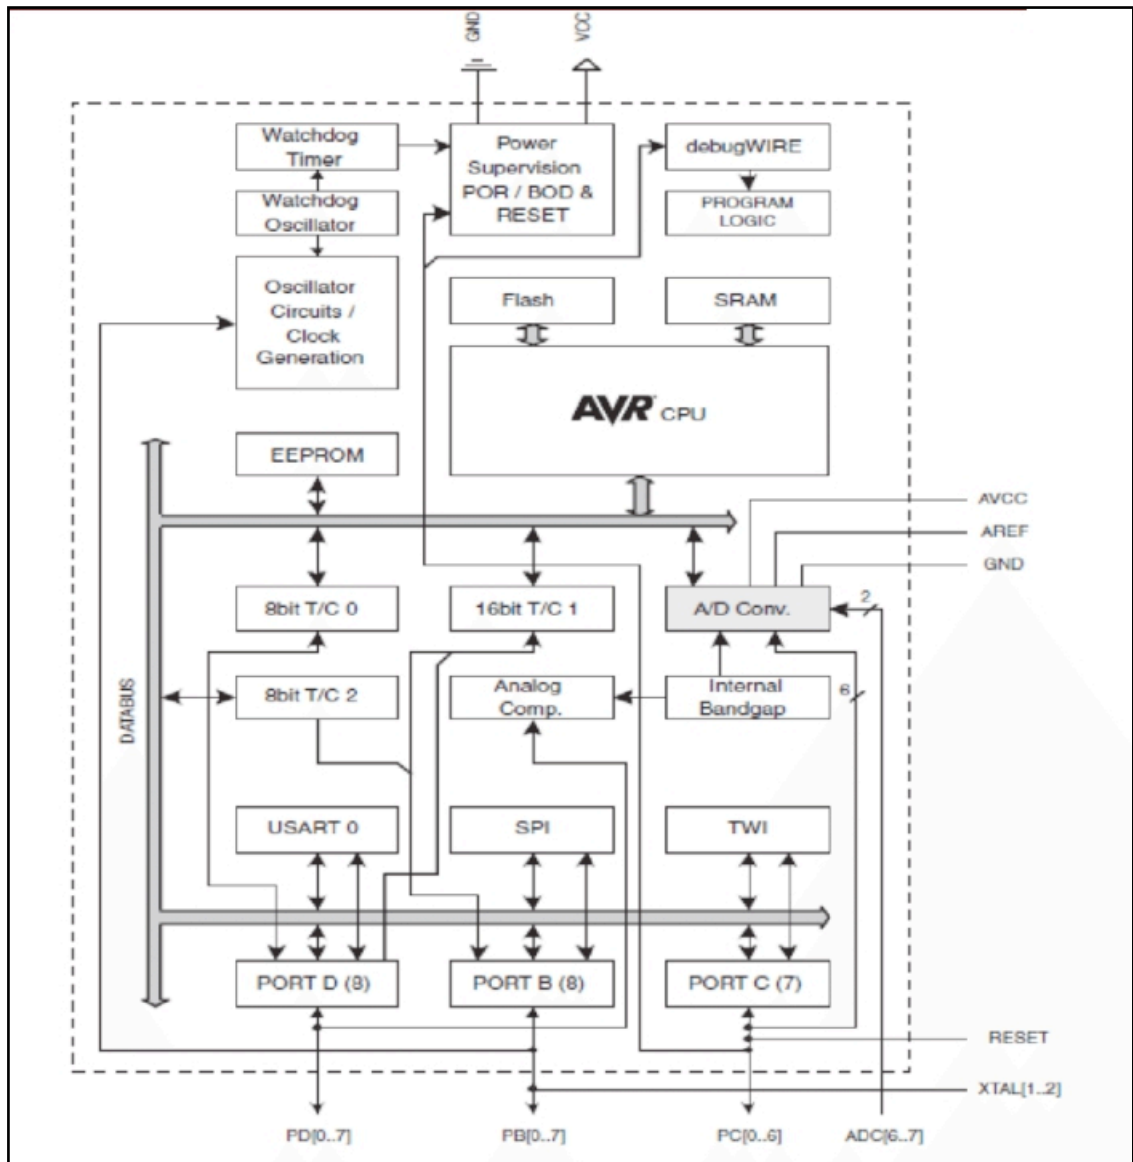 GND
VCC
Watchdog
Timer
Power
Supervision
POR / BOD &
RESET
debugWIRE
Watchdog
Oscillator
PROGRAM
LOGIC
Oscillator
Circuits /
Clock
Generation
Flash
SRAM
AVR CPU
EEPROM
AVCC
AREF
GND
8bit T/C 0
16bit T/C 1
A/D Conv.
2
DATABUS
8bit T/C 2
Analog
Comp.
Internal
Bandgap
6
USART 0
SPI
TWI
PORT D (8)
PORT B (8)
PORT C (7)
RESET
XTAL[1..2]
PD[0..7]
PB[0..7]
PC[0..6]
ADC[6..7]